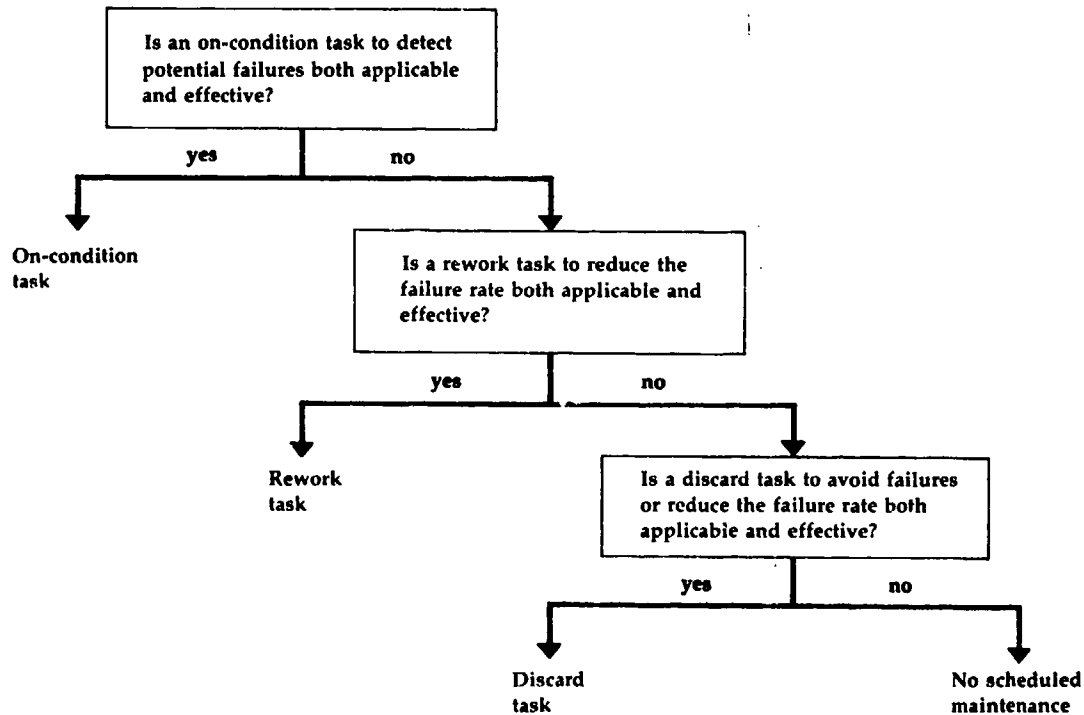 Is an on-condition task to detect
potential failures both applicable
and effective?
yes
no
On-condition
task
Is a rework task to reduce the
failure rate both applicable and
effective?
yes
no
Rework
task
Is a discard task to avoid failures
or reduce the failure rate both
applicable and effective?
yes
no
Discard
task
No scheduled
maintenance